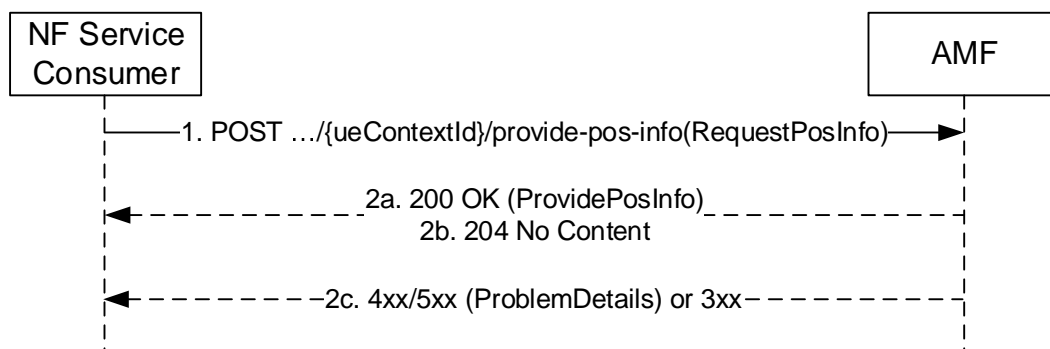 NF Service
Consumer
AMF
1. POST …/{ueContextId}/provide-pos-info(RequestPosInfo)
2a. 200 OK (ProvidePosInfo)
2b. 204 No Content
2c. 4xx/5xx (ProblemDetails) or 3xx